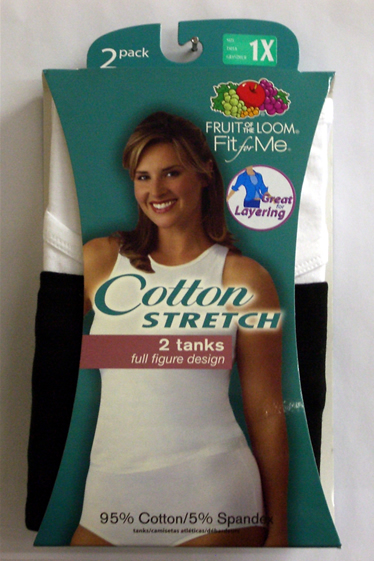 2 pack
1X
FRUIT OF THE LOOM®
Fit for Me™
Great
for
Layering
Cotton
STRETCH
2 tanks
full figure design
95% Cotton/5% Spandex